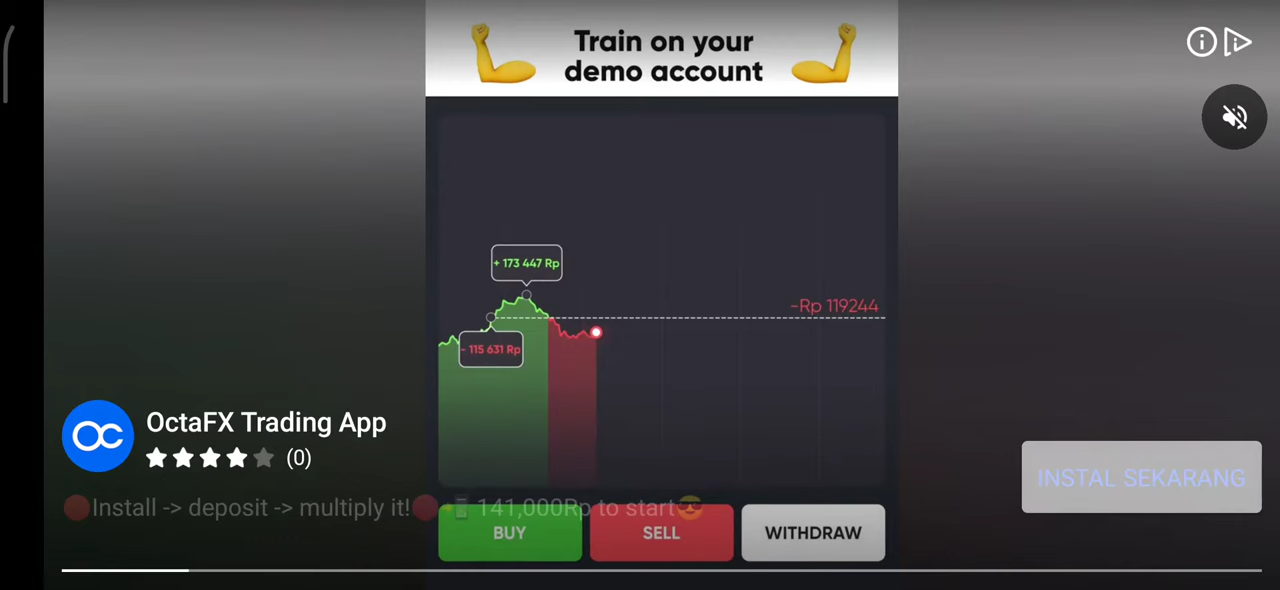 Train on your
demo account
+ 173 447 Rp
-Rp 119244
- 115 631 Rp
OC OctaFX Trading App
(0)
🔴Install -> deposit -> multiply it!🔴📲 141,000Rp to start😎
INSTAL SEKARANG
BUY
SELL
WITHDRAW